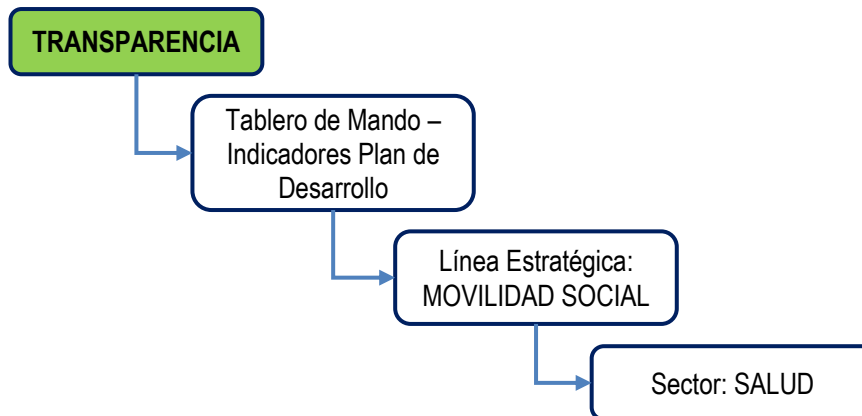 TRANSPARENCIA
Tablero de Mando –
Indicadores Plan de
Desarrollo
Línea Estratégica:
MOVILIDAD SOCIAL
Sector: SALUD